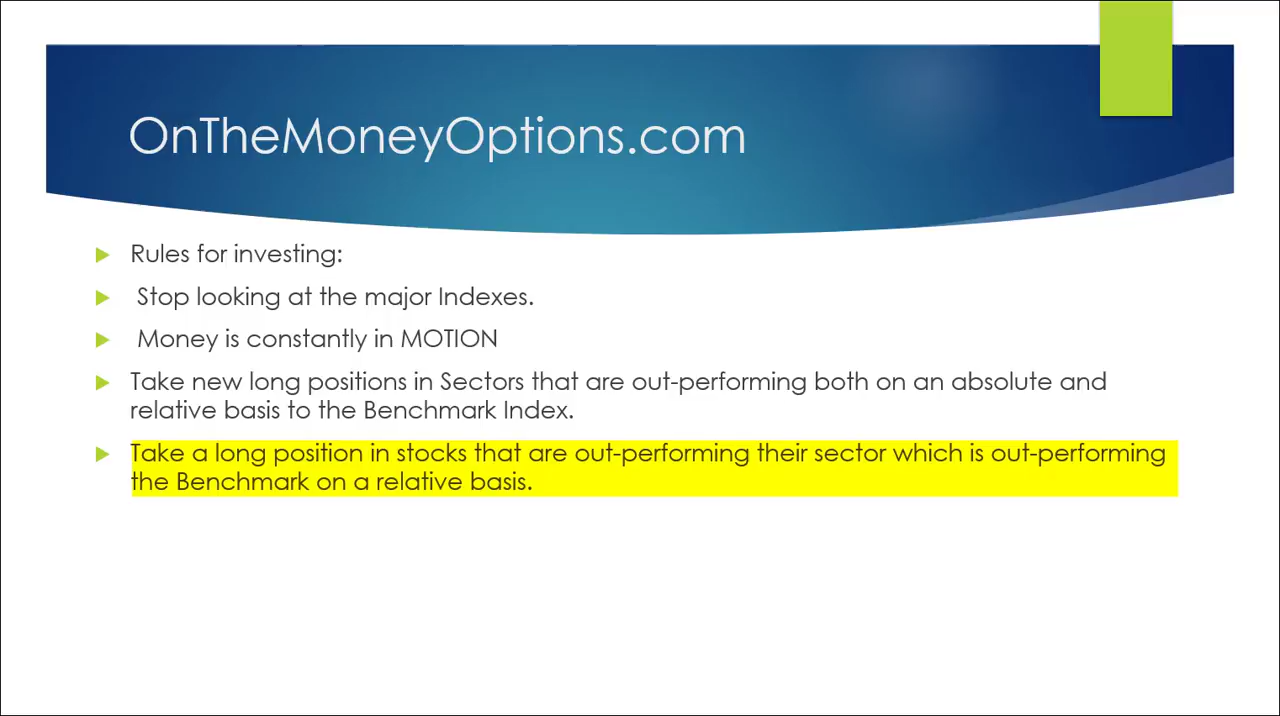 OnTheMoneyOptions.com
Rules for investing:
Stop looking at the major Indexes.
Money is constantly in MOTION
Take new long positions in Sectors that are out-performing both on an absolute and
relative basis to the Benchmark Index.
Take a long position in stocks that are out-performing their sector which is out-performing
the Benchmark on a relative basis.